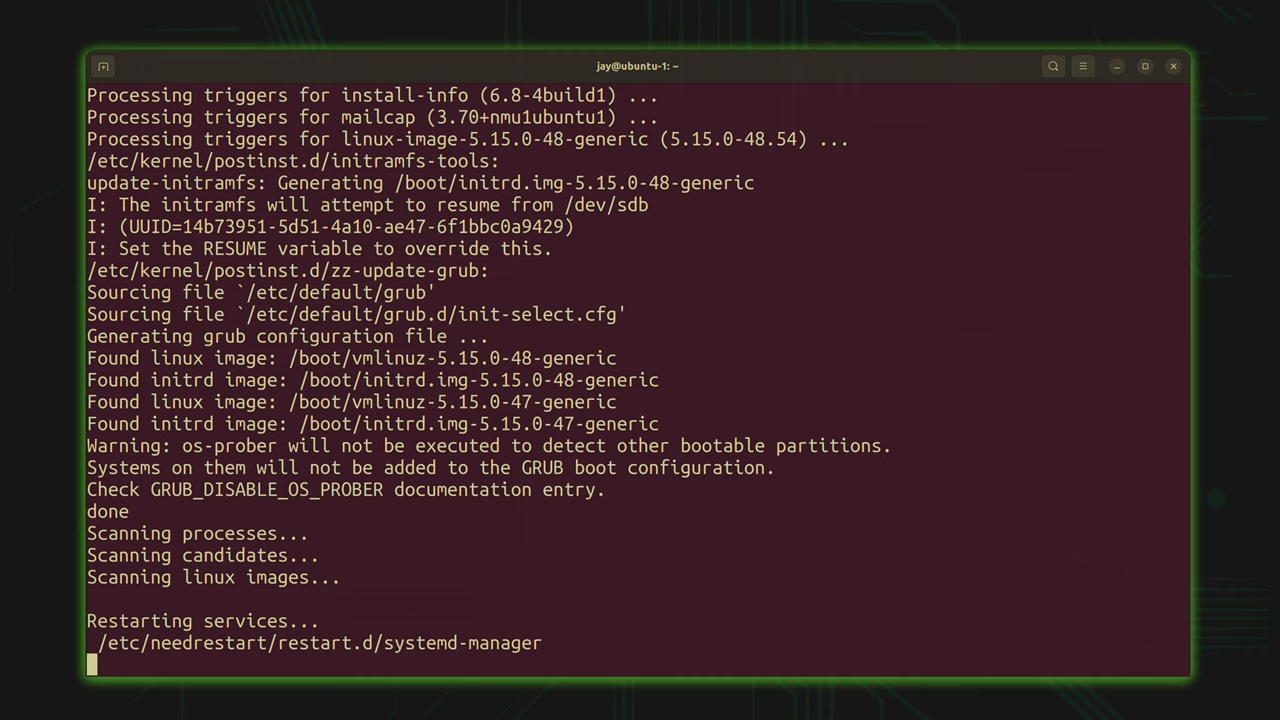 jay@ubuntu-1: ~
Processing triggers for install-info (6.8-4build1) ...
Processing triggers for mailcap (3.70+nmu1ubuntu1) ...
Processing triggers for linux-image-5.15.0-48-generic (5.15.0-48.54) ...
/etc/kernel/postinst.d/initramfs-tools:
update-initramfs: Generating /boot/initrd.img-5.15.0-48-generic
I: The initramfs will attempt to resume from /dev/sdb
I: (UUID=14b73951-5d51-4a10-ae47-6f1bbc0a9429)
I: Set the RESUME variable to override this.
/etc/kernel/postinst.d/zz-update-grub:
Sourcing file `/etc/default/grub'
Sourcing file `/etc/default/grub.d/init-select.cfg'
Generating grub configuration file ...
Found linux image: /boot/vmlinuz-5.15.0-48-generic
Found initrd image: /boot/initrd.img-5.15.0-48-generic
Found linux image: /boot/vmlinuz-5.15.0-47-generic
Found initrd image: /boot/initrd.img-5.15.0-47-generic
Warning: os-prober will not be executed to detect other bootable partitions.
Systems on them will not be added to the GRUB boot configuration.
Check GRUB_DISABLE_OS_PROBER documentation entry.
done
Scanning processes...
Scanning candidates...
Scanning linux images...
Restarting services...
/etc/needrestart/restart.d/systemd-manager